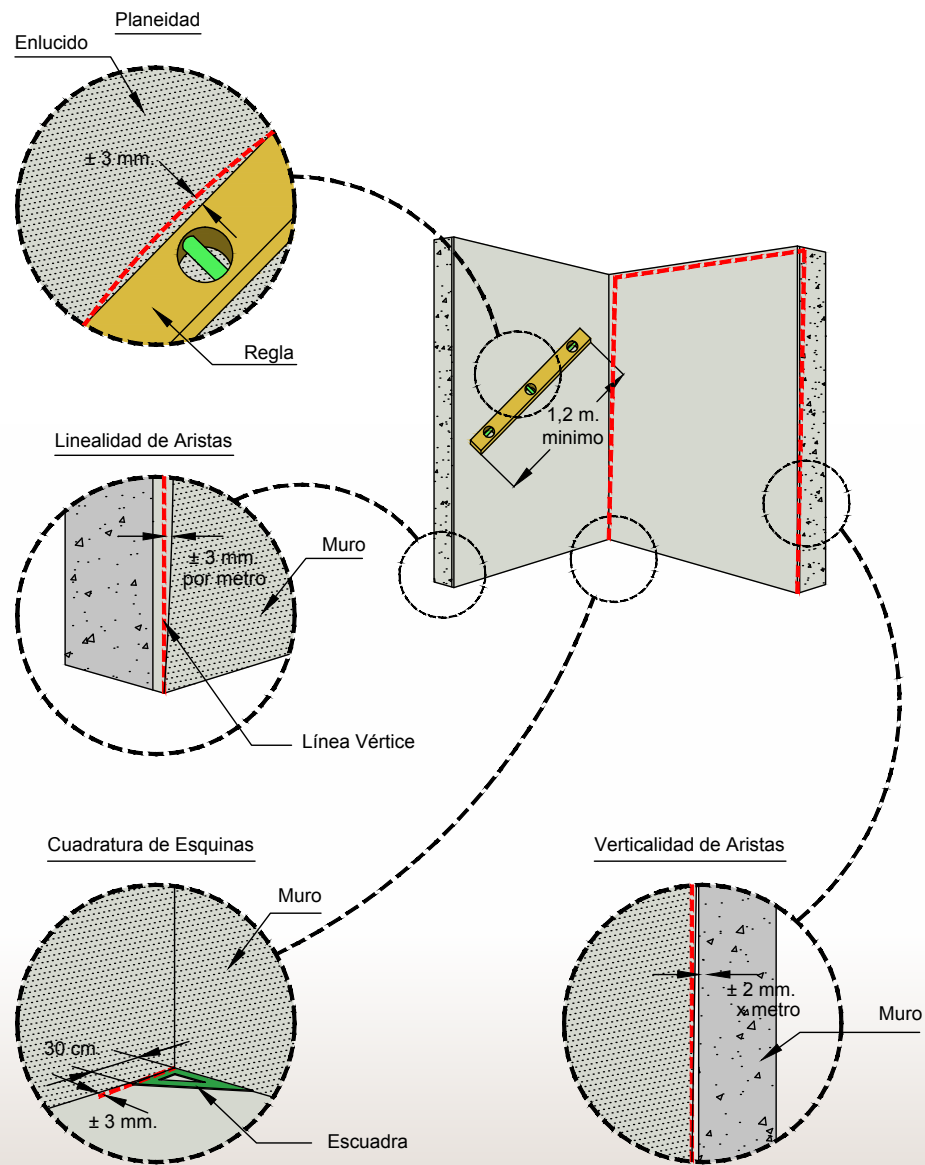 Planeidad
Enlucido
± 3 mm.
Regla
1,2 m.
minimo
Linealidad de Aristas
± 3 mm
por metro
Muro
Línea Vértice
Cuadratura de Esquinas
Muro
30 cm.
± 3 mm.
Escuadra
Verticalidad de Aristas
± 2 mm.
x metro
Muro